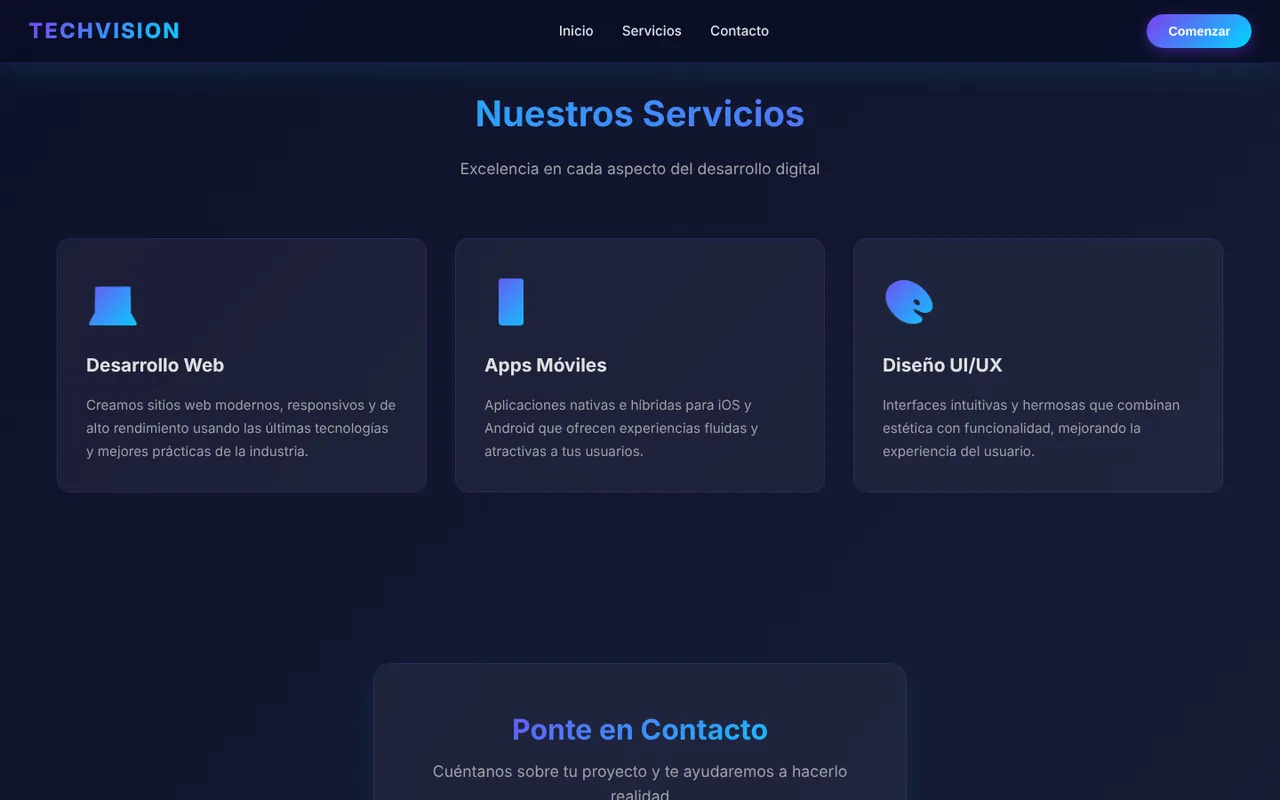 TECHVISION
Inicio
Servicios
Contacto
Comenzar
Nuestros Servicios
Excelencia en cada aspecto del desarrollo digital
Desarrollo Web
Creamos sitios web modernos, responsivos y de
alto rendimiento usando las últimas tecnologías
y mejores prácticas de la industria.
Apps Móviles
Aplicaciones nativas e híbridas para iOS y
Android que ofrecen experiencias fluidas y
atractivas a tus usuarios.
Diseño UI/UX
Interfaces intuitivas y hermosas que combinan
estética con funcionalidad, mejorando la
experiencia del usuario.
Ponte en Contacto
Cuéntanos sobre tu proyecto y te ayudaremos a hacerlo
realidad